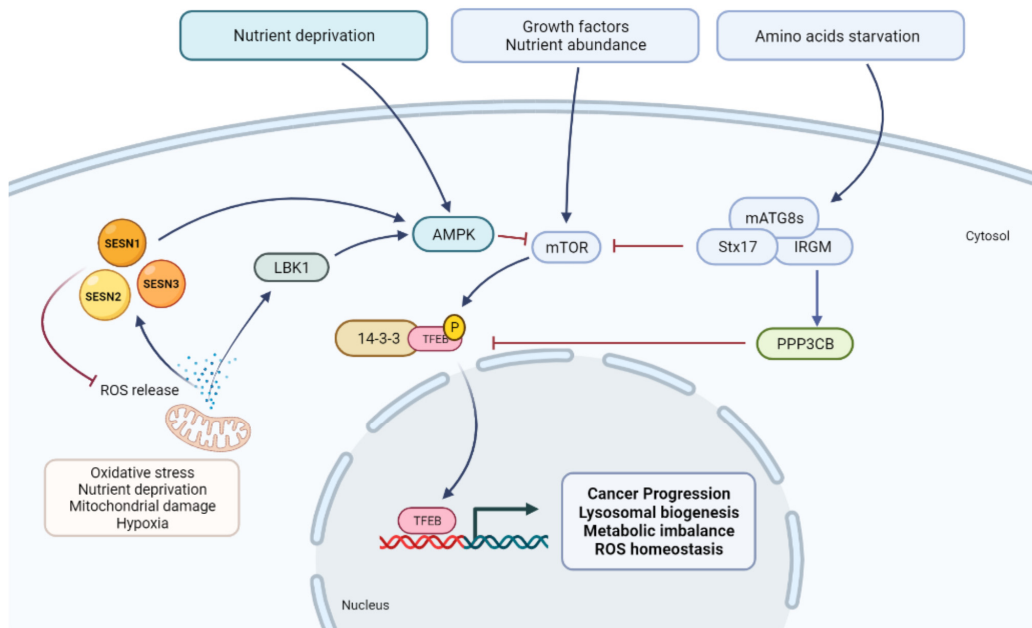 Nutrient deprivation
Growth factors
Nutrient abundance
Amino acids starvation
Cytosol
SESN1
SESN2
SESN3
LBK1
AMPK
mTOR
mATG8s
Stx17
IRGM
14-3-3
TFEB
P
PPP3CB
ROS release
Oxidative stress
Nutrient deprivation
Mitochondrial damage
Hypoxia
TFEB
Cancer Progression
Lysosomal biogenesis
Metabolic imbalance
ROS homeostasis
Nucleus